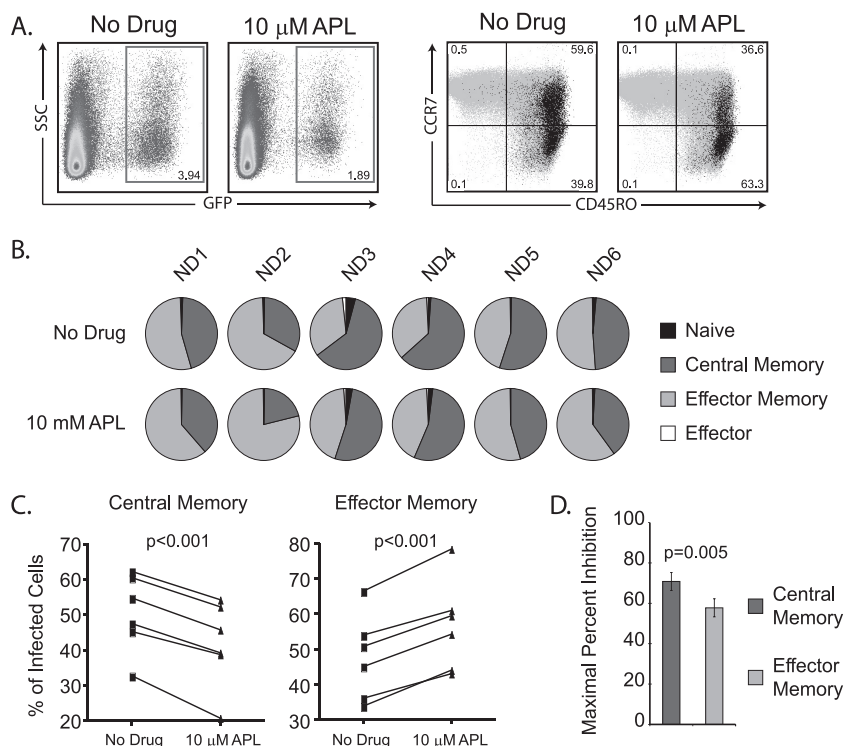 A.
No Drug
10 μM APL
SSC
3.94
1.89
GFP
No Drug
10 μM APL
CCR7
0.5
59.6
0.1
39.8
0.1
36.6
0.1
63.3
CD45RO
B.
ND1
ND2
ND3
ND4
ND5
ND6
No Drug
10 mM APL
Naive
Central Memory
Effector Memory
Effector
C.
Central Memory
p<0.001
% of Infected Cells
70
60
50
40
30
20
No Drug
10 μM APL
Effector Memory
p<0.001
80
70
60
50
40
30
No Drug
10 μM APL
D.
Maximal Percent Inhibition
100
80
60
40
20
0
p=0.005
Central
Memory
Effector
Memory